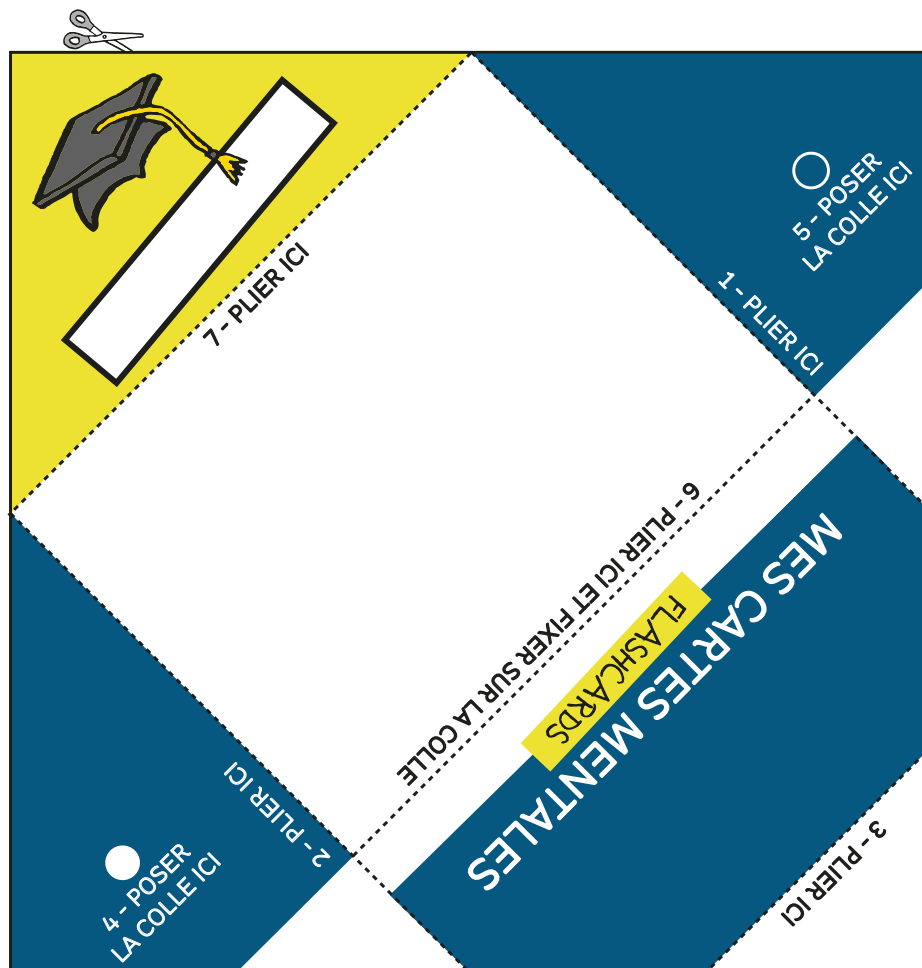 5 - POSER
LA COLLE ICI
7 - PLIER ICI
1 - PLIER ICI
6 - PLIER ICI ET FIXER SUR LA COLLE
FLASHCARDS
MES CARTES MENTALES
2 - PLIER ICI
3 - PLIER ICI
4 - POSER
LA COLLE ICI